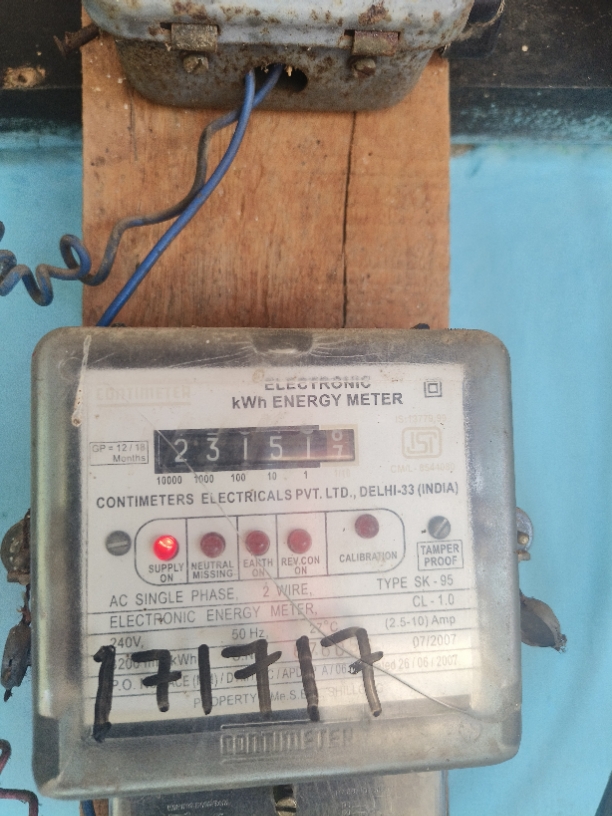 ELECTRONIC
kWh ENERGY METER
CONTIMETER
GP = 12 / 18
Months
2 3 1 5 1
10000 1000 100 10 1
CONTIMETERS ELECTRICALS PVT. LTD., DELHI-33 (INDIA)
SUPPLY
ON
NEUTRAL
MISSING
EARTH
ON
REV.CON
ON
CALIBRATION
TAMPER
PROOF
AC SINGLE PHASE, 2 WIRE,
TYPE SK - 95
ELECTRONIC ENERGY METER,
CL - 1.0
240V,
50 Hz,
(2.5-10) Amp
07/2007
171717
PROPERTY
CONTIMETER